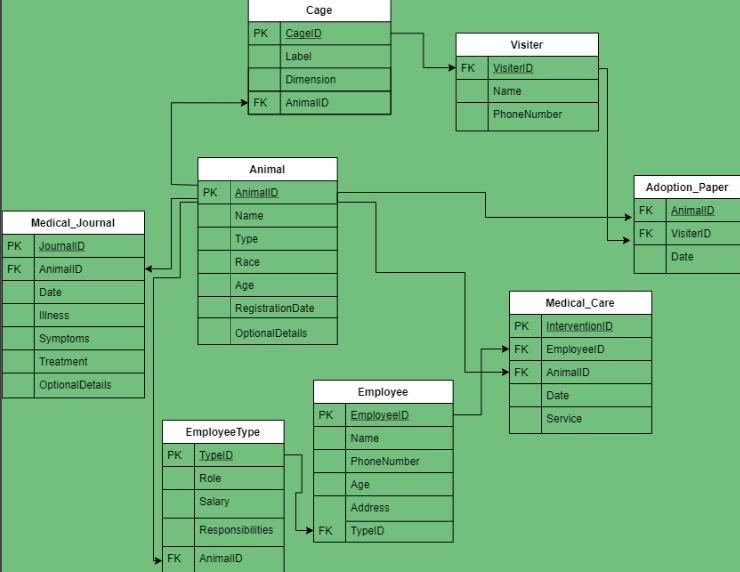 Cage
PK CageID
Label
Dimension
FK AnimalID
Visiter
FK VisiterID
Name
PhoneNumber
Animal
PK AnimalID
Name
Type
Race
Age
RegistrationDate
OptionalDetails
Adoption_Paper
FK AnimalID
FK VisiterID
Date
Medical_Journal
PK JournalID
FK AnimalID
Date
Illness
Symptoms
Treatment
OptionalDetails
Medical_Care
PK InterventionID
FK EmployeeID
FK AnimalID
Date
Service
Employee
PK EmployeeID
Name
PhoneNumber
Age
Address
FK TypeID
EmployeeType
PK TypeID
Role
Salary
Responsibilities
FK AnimalID